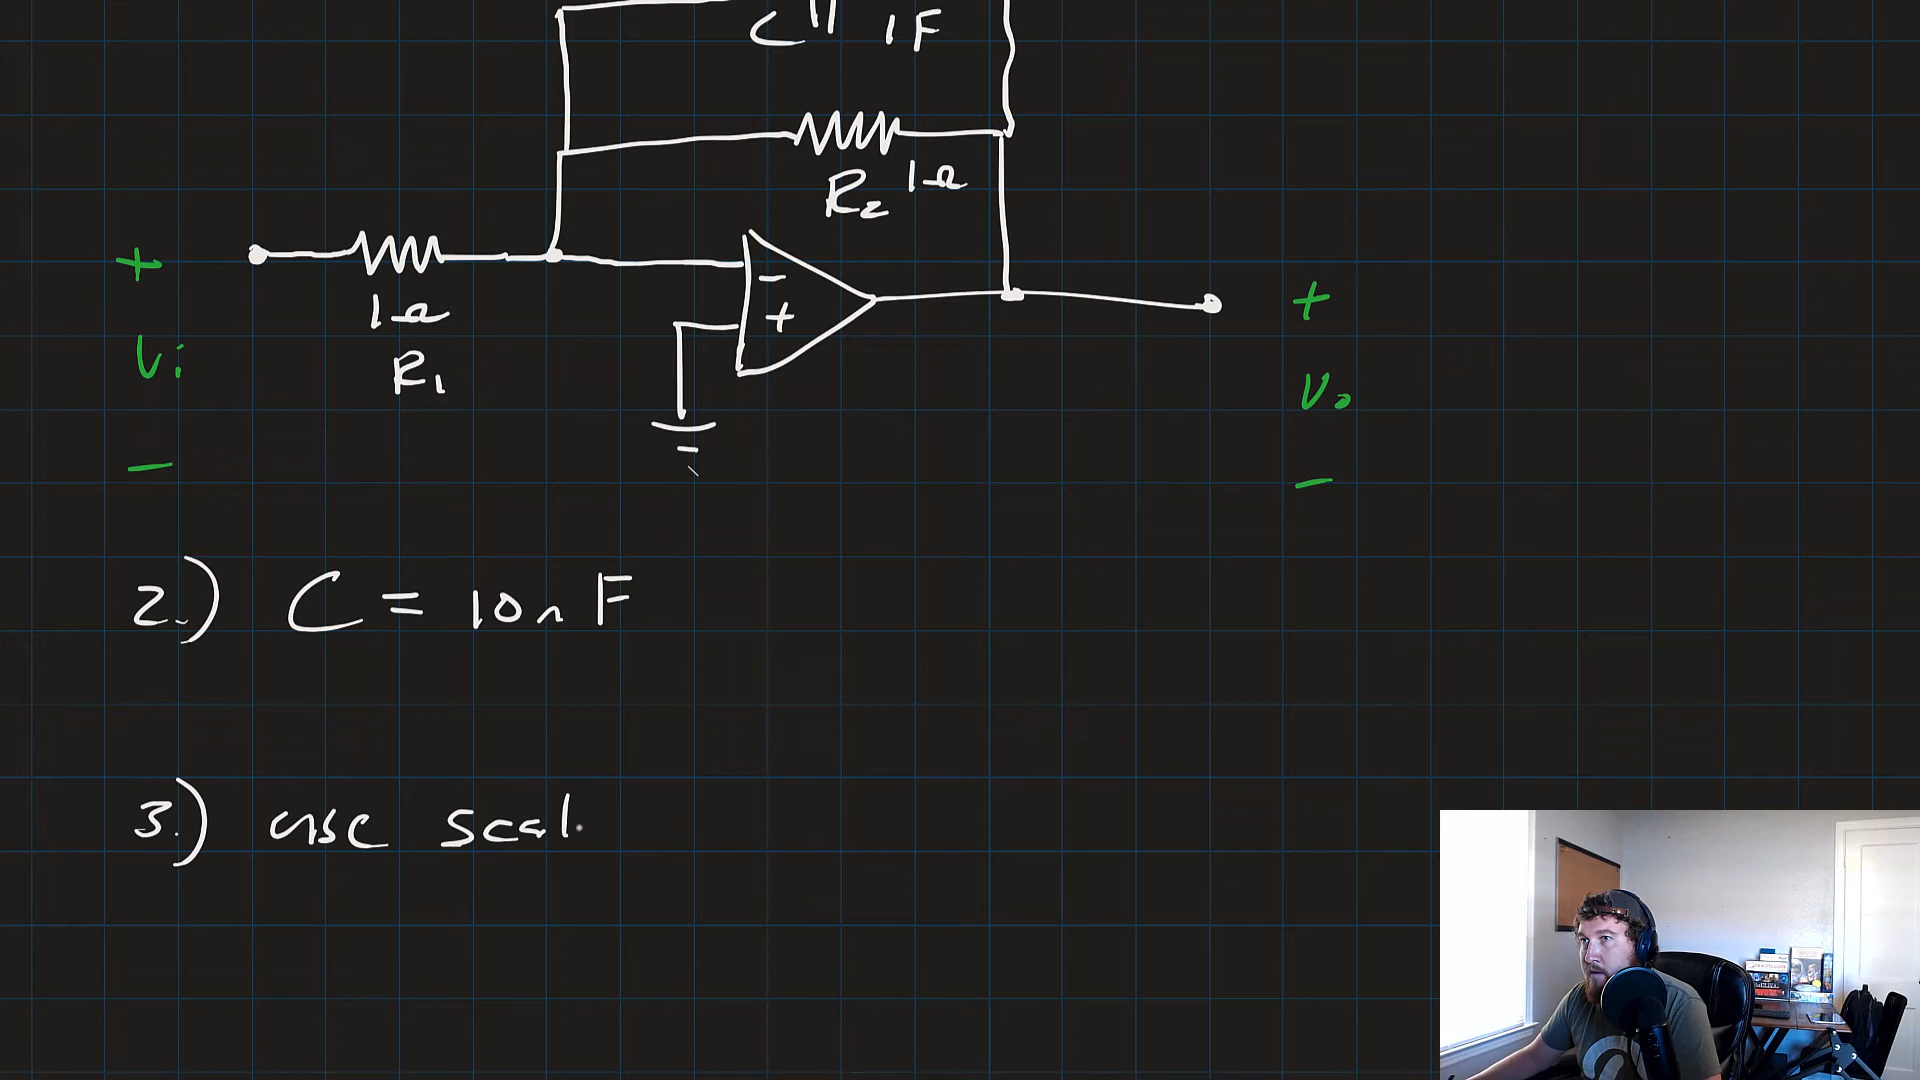 C 1F
R2 1Ω
+ - +
1Ω +
Vi R1 Vo
- -
2.) C = 10nF
3.) use scal